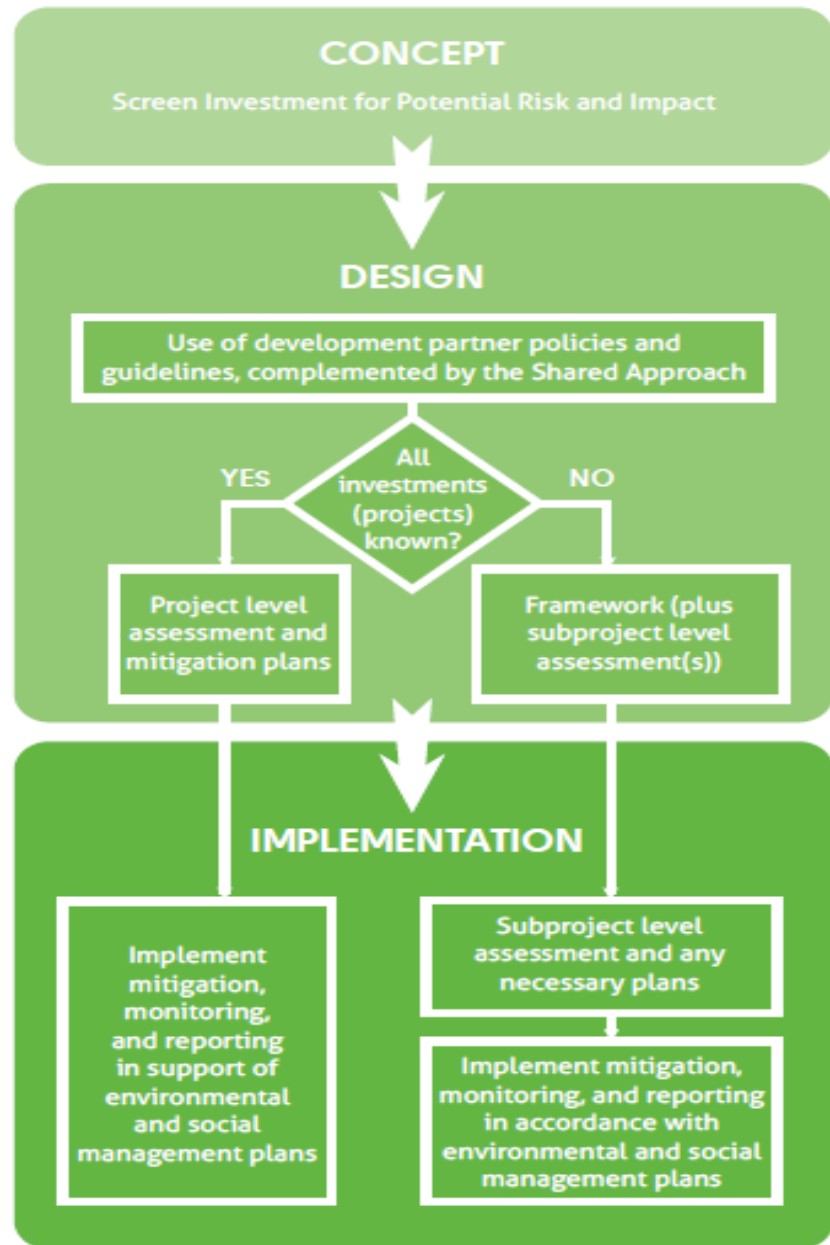 CONCEPT
Screen Investment for Potential Risk and Impact
DESIGN
Use of development partner policies and
guidelines, complemented by the Shared Approach
All
investments
(projects)
known?
YEs
NO
Project level
assessment and
mitigation plans
Framework (plus
subproject level
assessment(s))
IMPLEMENTATION
Implement
mitigation,
monitoring,
and reporting
in support of
environmental
and social
management plans
Subproject level
assessment and any
necessary plans
Implement mitigation,
monitoring, and reporting
in accordance with
environmental and social
management plans